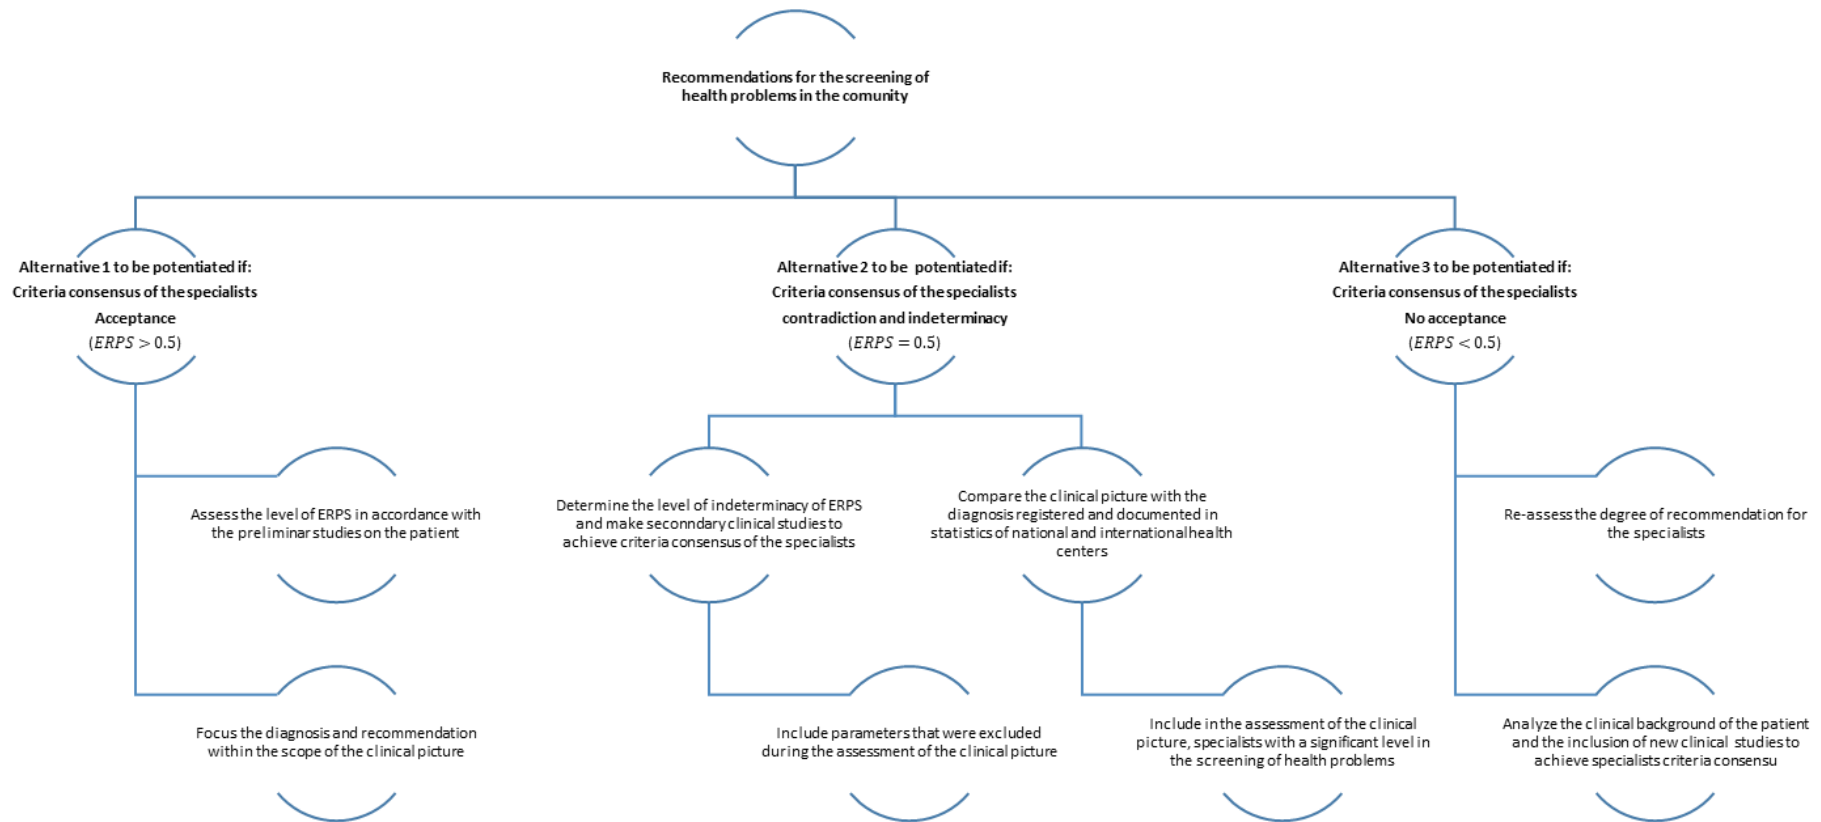 Recommendations for the screening of
health problems in the comunity
Alternative 1 to be potentiated if:
Criteria consensus of the specialists
Acceptance
(ERPS > 0.5)
Alternative 2 to be potentiated if:
Criteria consensus of the specialists
contradiction and indeterminacy
(ERPS = 0.5)
Alternative 3 to be potentiated if:
Criteria consensus of the specialists
No acceptance
(ERPS < 0.5)
Assess the level of ERPS in accordance with
the preliminar studies on the patient
Determine the level of indeterminacy of ERPS
and make seconndary clinical studies to
achieve criteria consensus of the specialists
Compare the clinical picture with the
diagnosis registered and documented in
statistics of national and international health
centers
Re-assess the degree of recommendation for
the specialists
Focus the diagnosis and recommendation
within the scope of the clinical picture
Include parameters that were excluded
during the assessment of the clinical picture
Include in the assessment of the clinical
picture, specialists with a significant level in
the screening of health problems
Analyze the clinical background of the patient
and the inclusion of new clinical studies to
achieve specialists criteria consensu